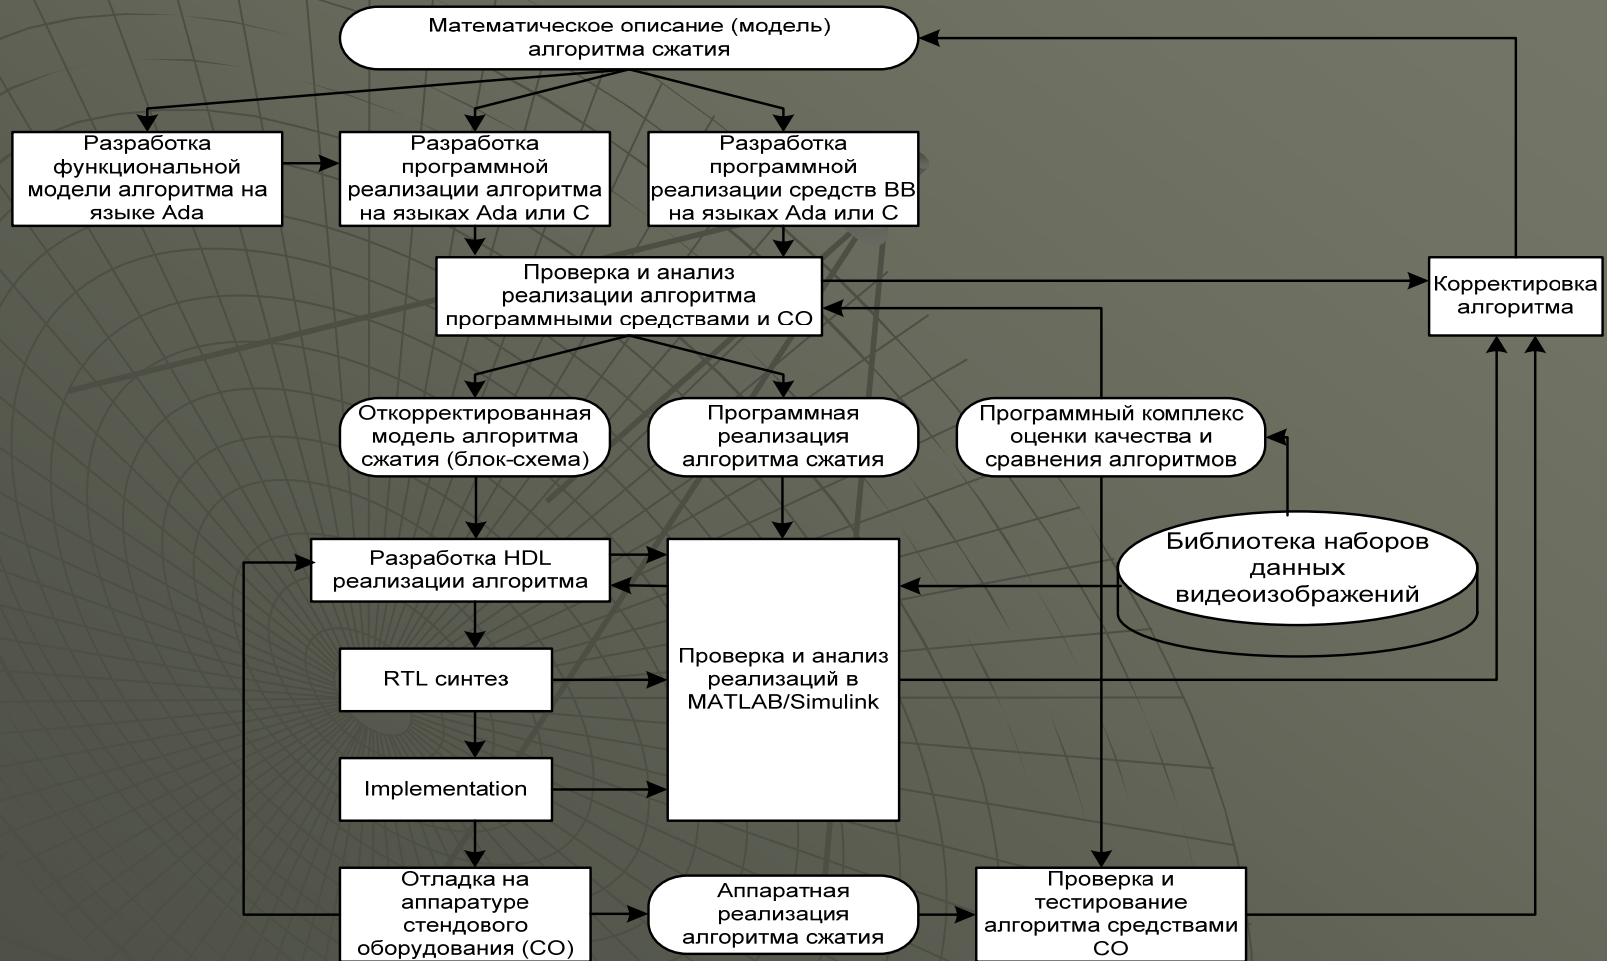 Математическое описание (модель)
алгоритма сжатия
Разработка
функциональной
модели алгоритма на
языке Ada
Разработка
программной
реализации алгоритма
на языках Ada или С
Разработка
программной
реализации средств ВВ
на языках Ada или С
Проверка и анализ
реализации алгоритма
программными средствами и СО
Корректировка
алгоритма
Откорректированная
модель алгоритма
сжатия (блок-схема)
Программная
реализация
алгоритма сжатия
Программный комплекс
оценки качества и
сравнения алгоритмов
Библиотека наборов
данных
видеоизображений
Разработка HDL
реализации алгоритма
Проверка и анализ
реализаций в
MATLAB/Simulink
RTL синтез
Implementation
Отладка на
аппаратуре
стендового
оборудования (СО)
Аппаратная
реализация
алгоритма сжатия
Проверка и
тестирование
алгоритма средствами
СО